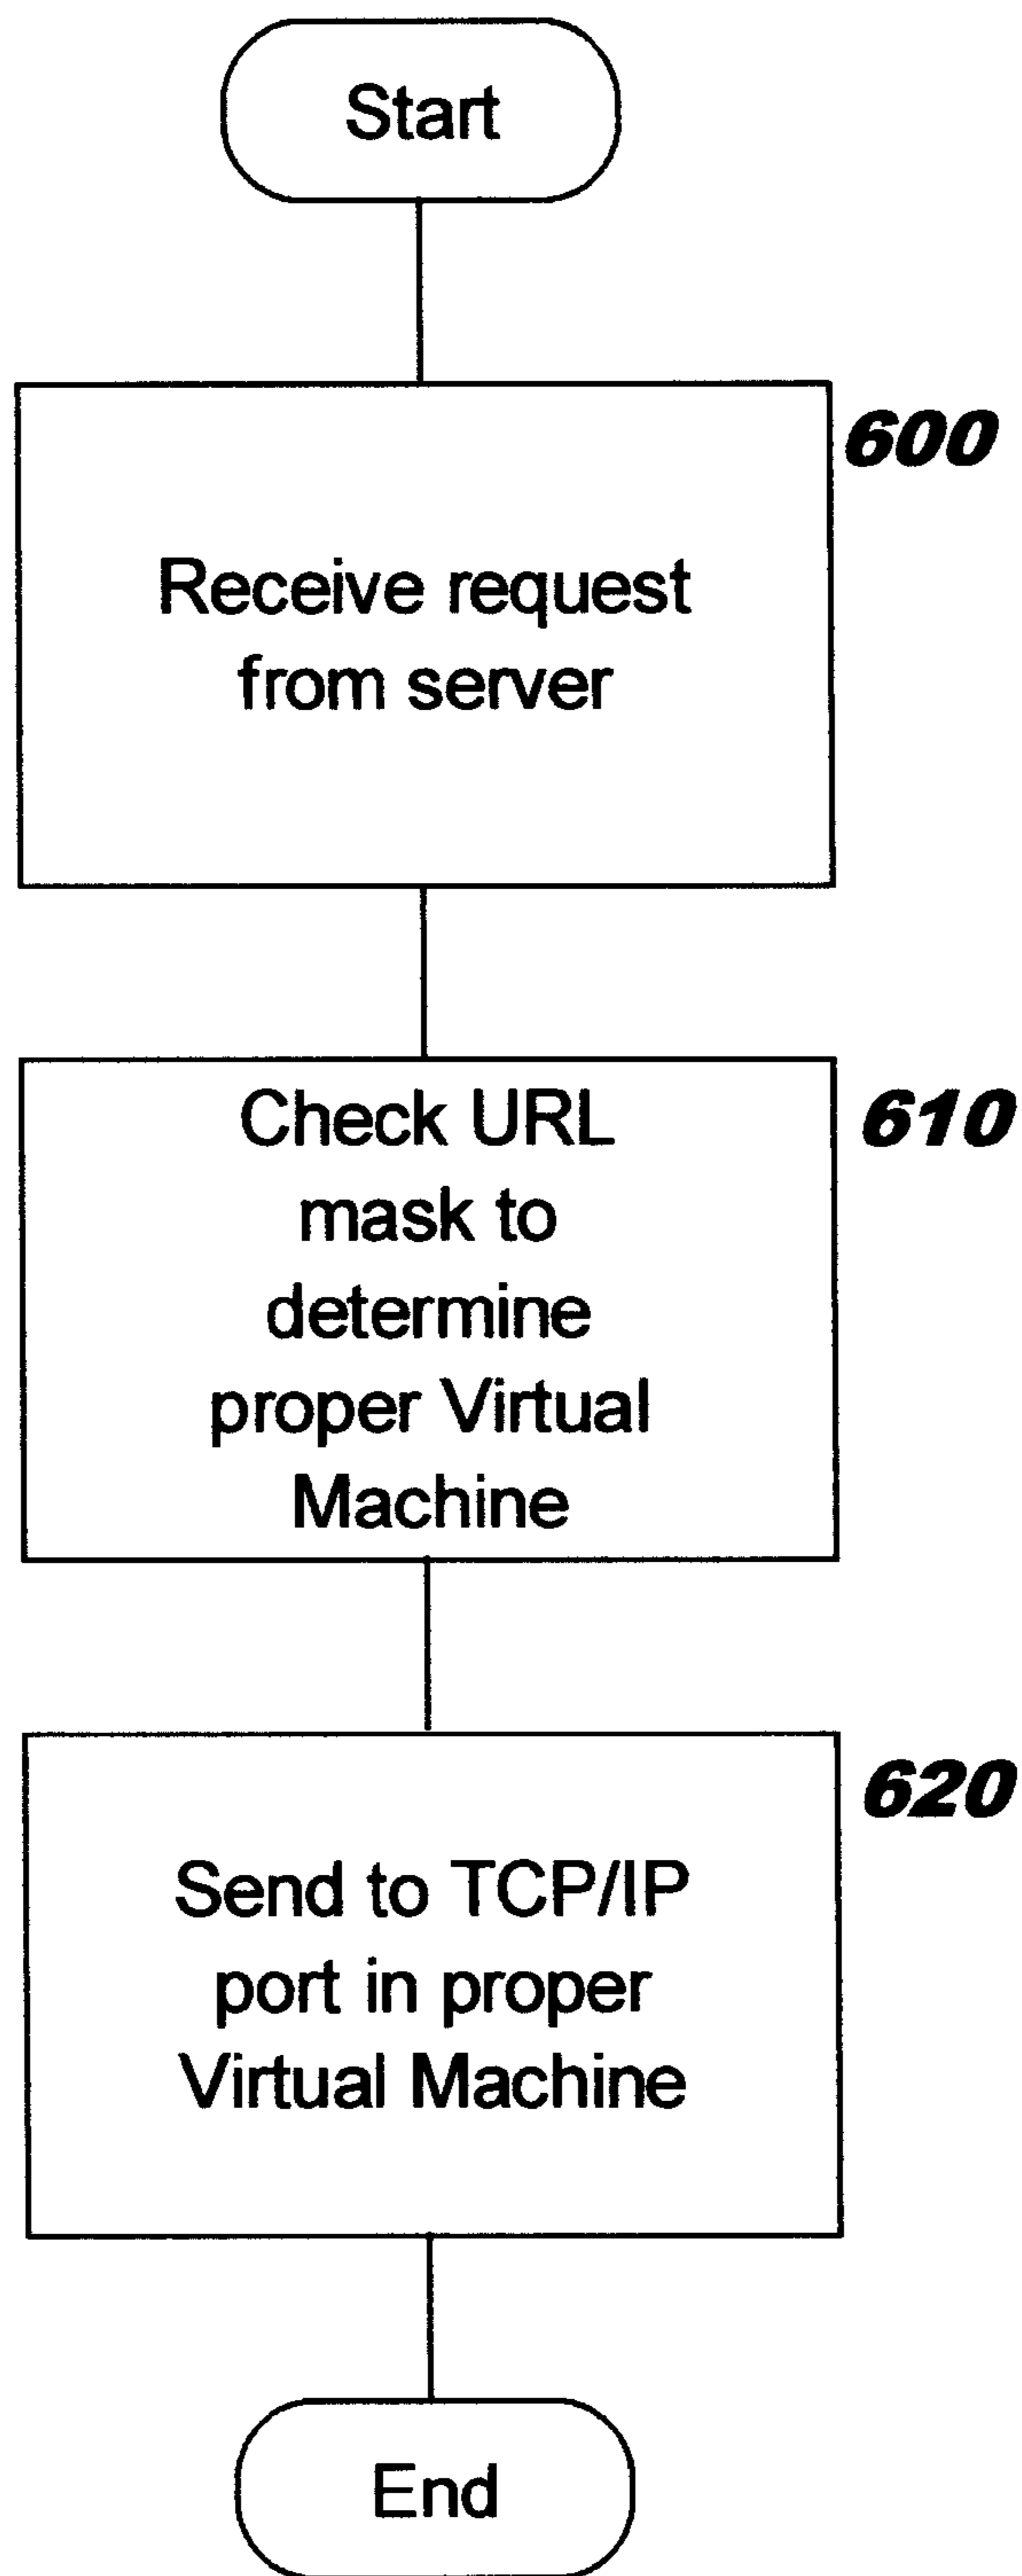 Start
600
Receive request
from server
610
Check URL
mask to
determine
proper Virtual
Machine
620
Send to TCP/IP
port in proper
Virtual Machine
End